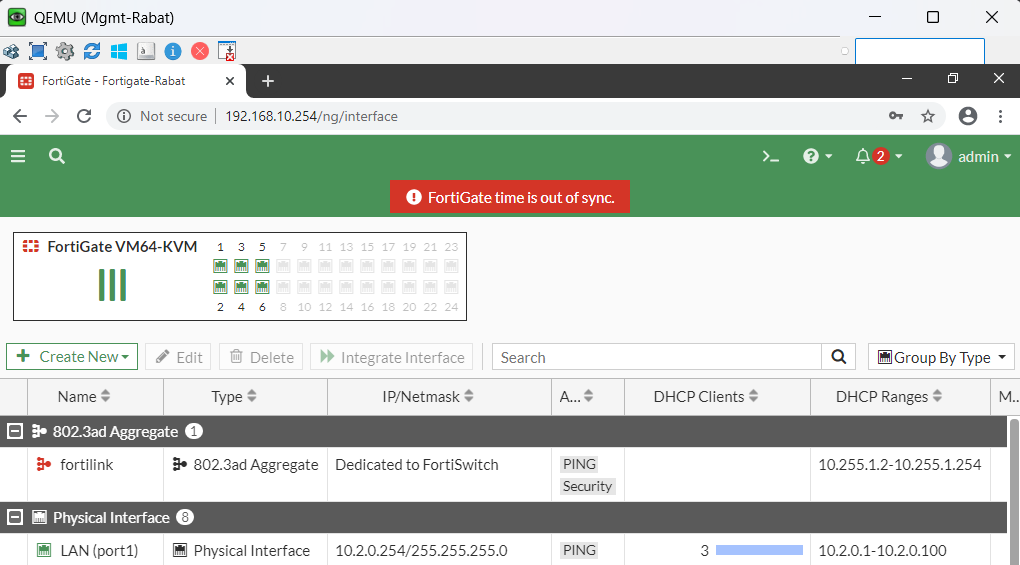 QEMU (Mgmt-Rabat)
FortiGate - Fortigate-Rabat
Not secure 192.168.10.254/ng/interface
2 admin
FortiGate time is out of sync.
FortiGate VM64-KVM
1 3 5 7 9 11 13 15 17 19 21 23
2 4 6 8 10 12 14 16 18 20 22 24
+ Create New Edit Delete Integrate Interface Search Group By Type
Name Type IP/Netmask A... DHCP Clients DHCP Ranges M...
802.3ad Aggregate 1
fortilink 802.3ad Aggregate Dedicated to FortiSwitch PING 10.255.1.2-10.255.1.254
Security
Physical Interface 8
LAN (port1) Physical Interface 10.2.0.254/255.255.255.0 PING 3 10.2.0.1-10.2.0.100